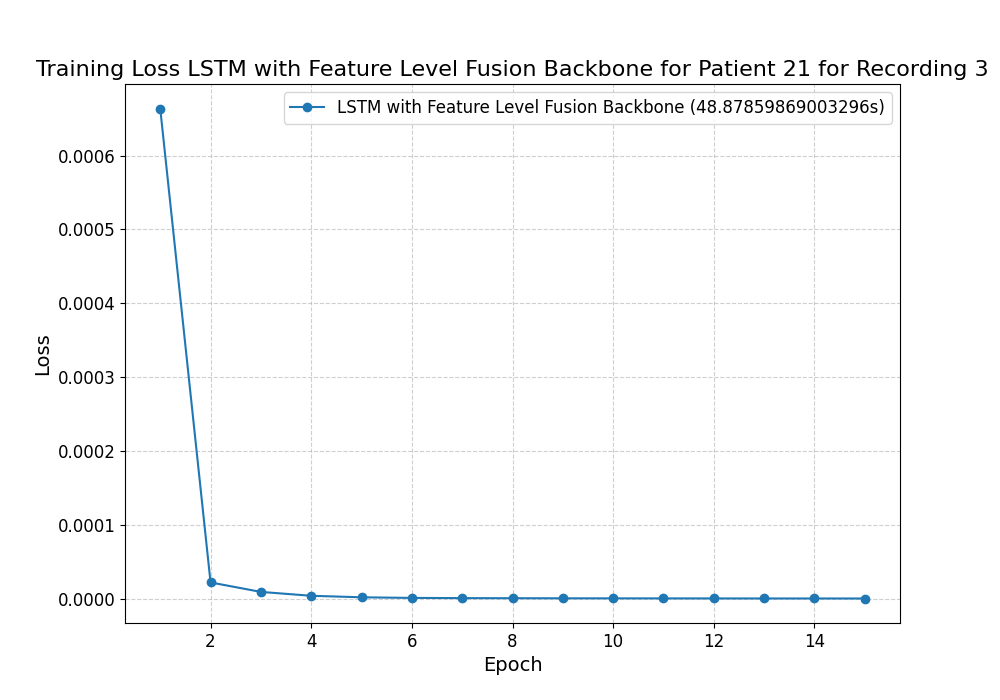 Training Loss LSTM with Feature Level Fusion Backbone for Patient 21 for Recording 3
LSTM with Feature Level Fusion Backbone (48.87859869003296s)
0.0006
0.0005
0.0004
0.0003
0.0002
0.0001
0.0000
Loss
2 4 6 8 10 12 14
Epoch